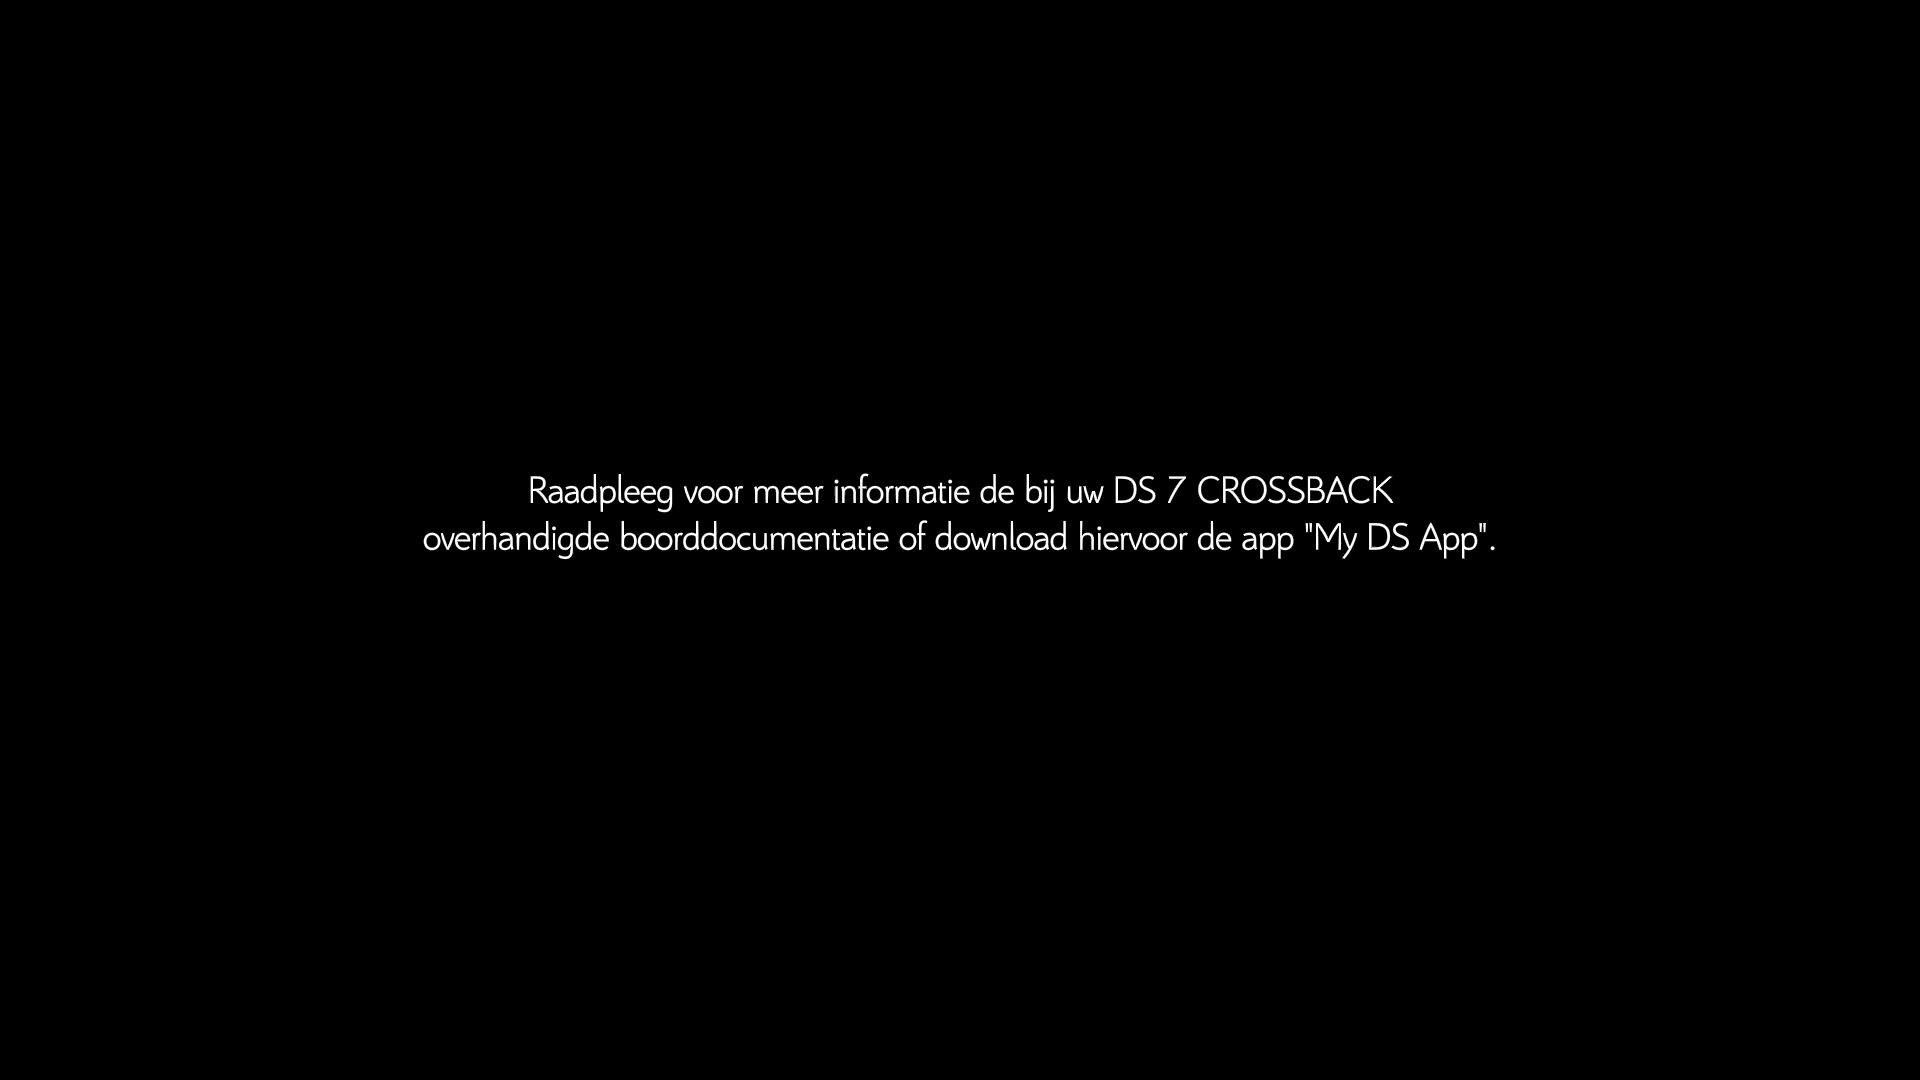 Raadpleeg voor meer informatie de bij uw DS 7 CROSSBACK
overhandigde boorddocumentatie of download hiervoor de app "My DS App".